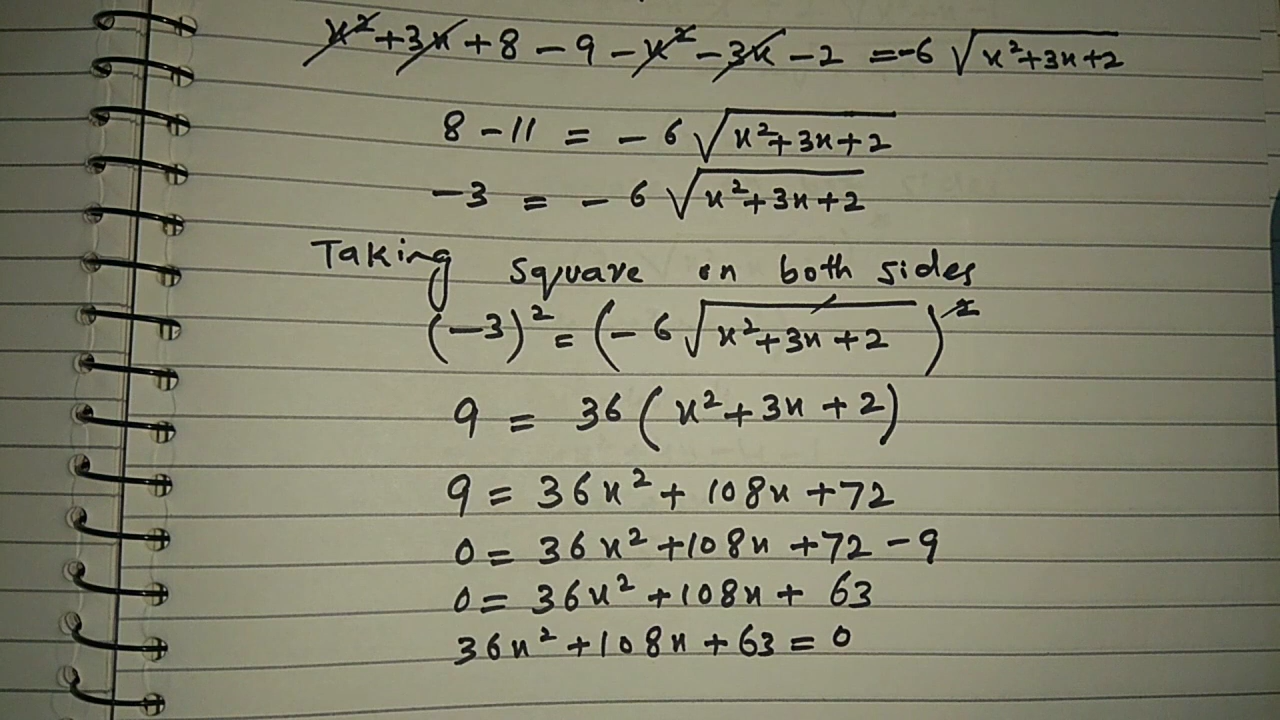 x²+3x+8-9-x²-3x-2 =-6√x²+3x+2
8-11 = -6√x²+3x+2
-3 = -6√x²+3x+2
Taking square on both sides
(-3)²=(-6√x²+3x+2)²
9 = 36(x²+3x+2)
9 = 36x²+108x+72
0= 36x²+108x+72-9
0= 36x²+108x+63
36x²+108x+63=0